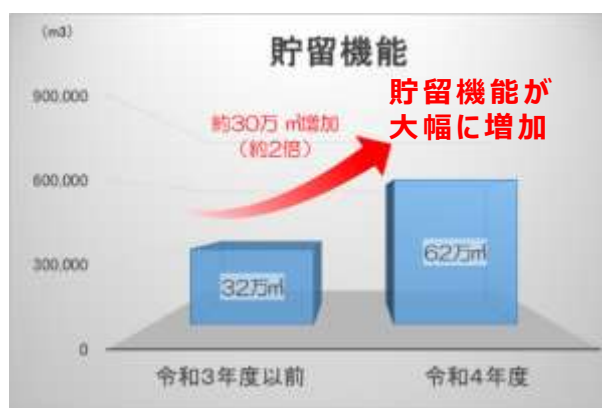 （m3）
貯留機能
900,000
貯留機能が
大幅に増加
約30万㎥増加
（約2倍）
600,000
62万㎥
300,000
32万㎥
0
令和3年度以前
令和4年度